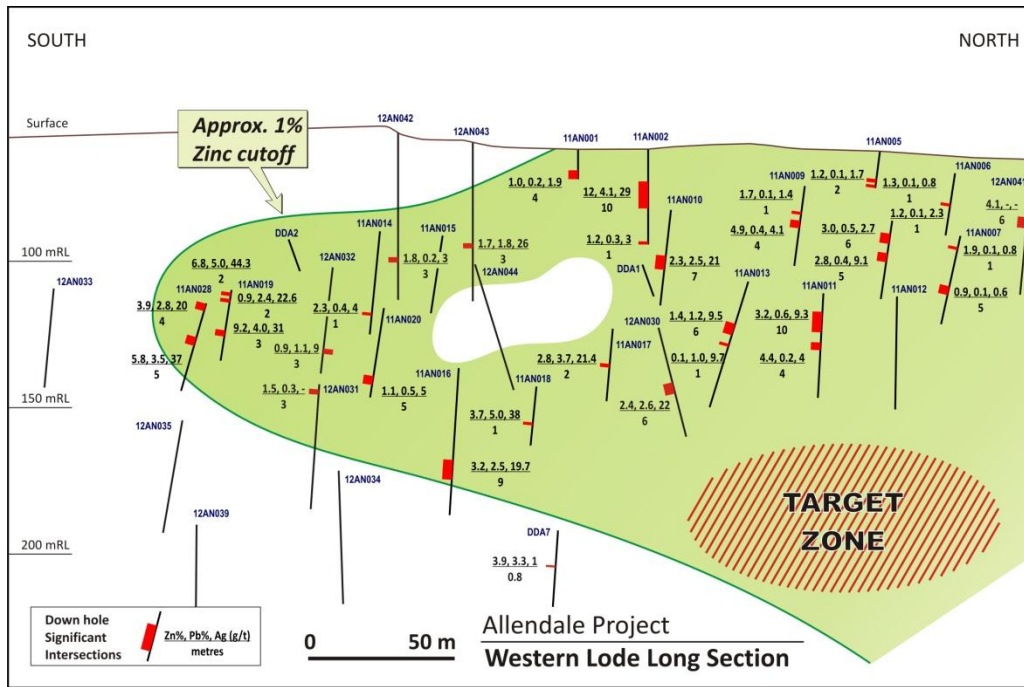 SOUTH
NORTH
Surface
Approx. 1%
Zinc cutoff
12AN042
12AN043
11AN001
11AN002
11AN005
11AN006
12AN041
1.0, 0.2, 1.9
4
12, 4.1, 29
10
11AN009
1.7, 0.1, 1.4
1
1.2, 0.1, 1.7
2
1.3, 0.1, 0.8
1
4.1, -, -
6
11AN010
1.2, 0.1, 2.3
1
11AN014
11AN015
DDA2
1.7, 1.8, 26
3
1.2, 0.3, 3
1
4.9, 0.4, 4.1
4
3.0, 0.5, 2.7
6
11AN007
1.9, 0.1, 0.8
1
100 mRL
1.8, 0.2, 3
3
2.3, 2.5, 21
7
2.8, 0.4, 9.1
5
6.8, 5.0, 44.3
2
12AN032
12AN044
DDA1
11AN013
12AN033
11AN028
11AN019
0.9, 2.4, 22.6
2
11AN011
11AN012
0.9, 0.1, 0.6
5
3.9, 2.8, 20
4
2.3, 0.4, 4
1
11AN020
1.4, 1.2, 9.5
6
3.2, 0.6, 9.3
10
9.2, 4.0, 31
3
12AN030
11AN017
5.8, 3.5, 37
5
0.9, 1.1, 9
3
2.8, 3.7, 21.4
2
0.1, 1.0, 9.7
1
4.4, 0.2, 4
4
11AN016
1.5, 0.3, -
3
12AN031
1.1, 0.5, 5
5
11AN018
2.4, 2.6, 22
6
150 mRL
3.7, 5.0, 38
1
12AN035
3.2, 2.5, 19.7
9
12AN034
TARGET
ZONE
12AN039
DDA7
200 mRL
3.9, 3.3, 1
0.8
Down hole
Significant
Intersections
Zn%, Pb%, Ag (g/t)
metres
0 50 m
Allendale Project
Western Lode Long Section